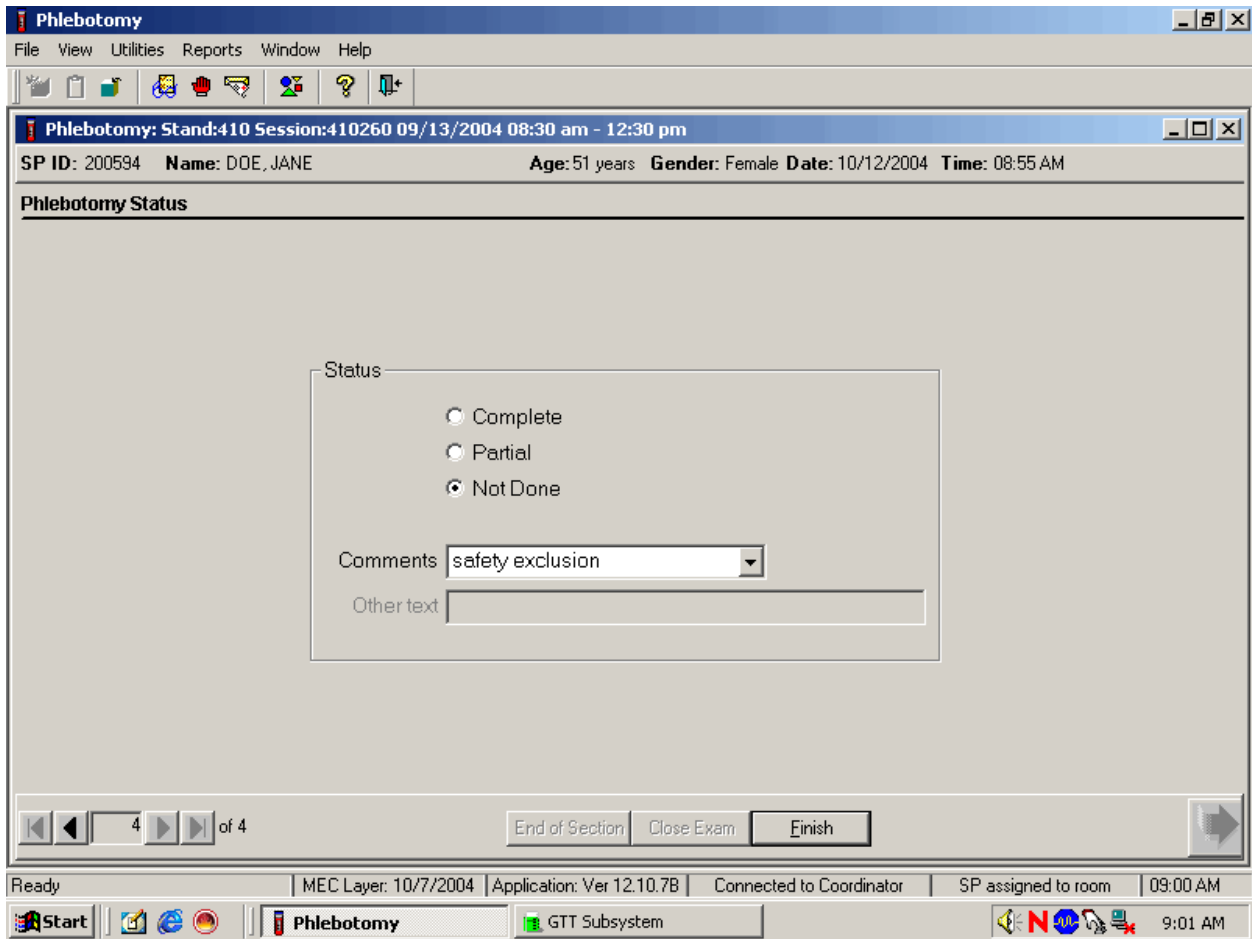 Phlebotomy
File View Utilities Reports Window Help
Phlebotomy: Stand:410 Session:410260 09/13/2004 08:30 am - 12:30 pm
SP ID: 200594 Name: DOE, JANE Age: 51 years Gender: Female Date: 10/12/2004 Time: 08:55 AM
Phlebotomy Status
Status
Complete
Partial
Not Done
Comments safety exclusion
Other text
4 of 4 End of Section Close Exam Finish
Ready MEC Layer: 10/7/2004 Application: Ver 12.10.7B Connected to Coordinator SP assigned to room 09:00 AM
Start Phlebotomy GTT Subsystem N 9:01 AM